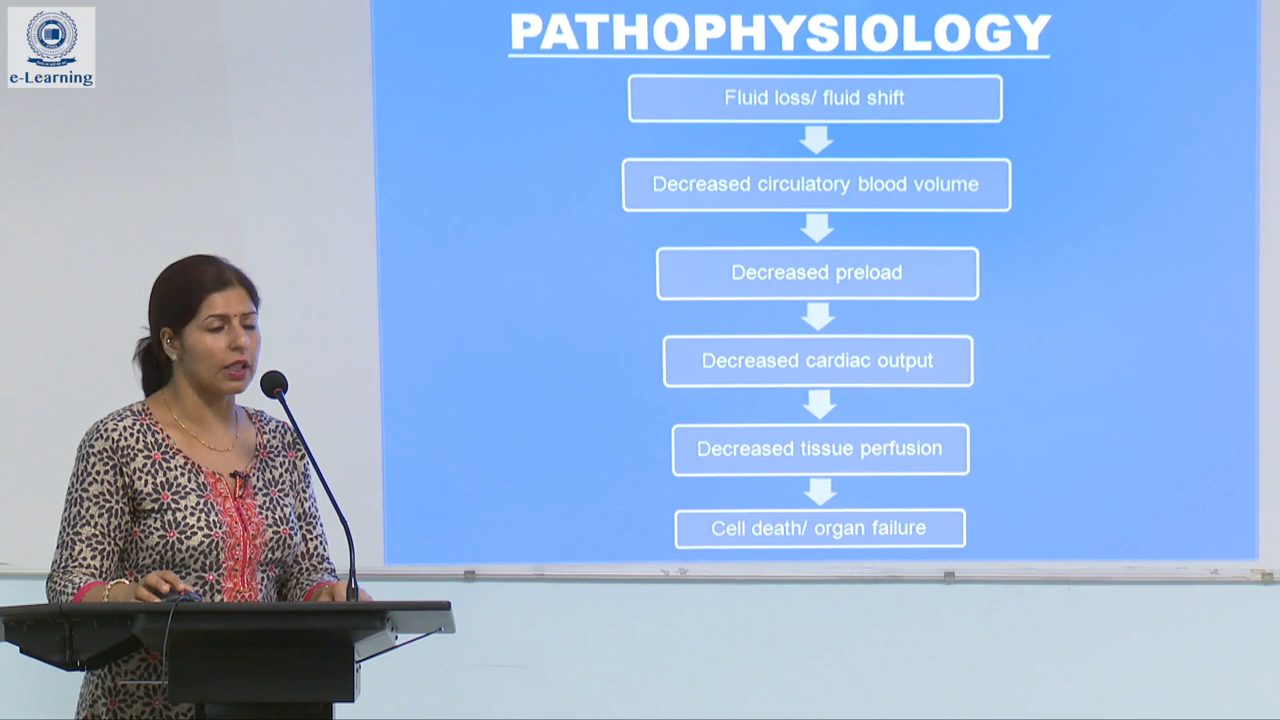 e-Learning
PATHOPHYSIOLOGY
Fluid loss/ fluid shift
Decreased circulatory blood volume
Decreased preload
Decreased cardiac output
Decreased tissue perfusion
Cell death/ organ failure